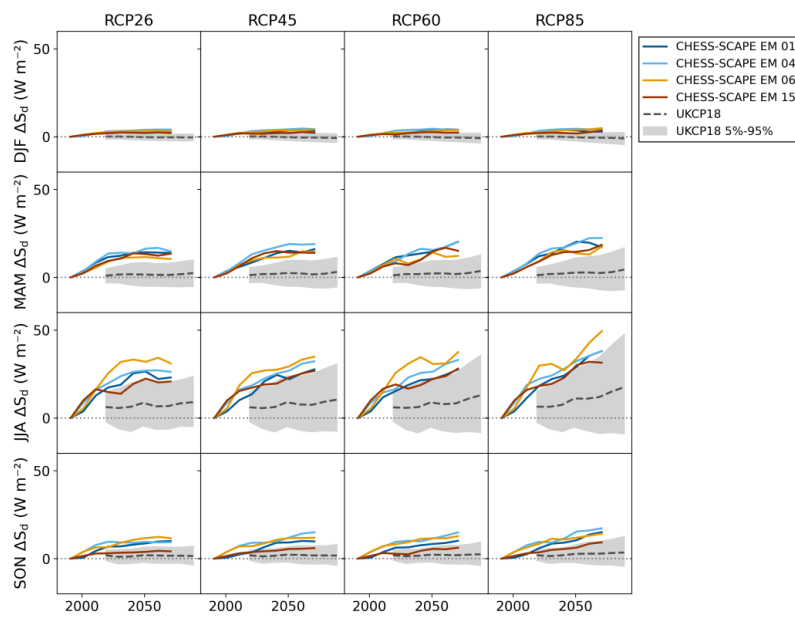 RCP26 RCP45 RCP60 RCP85
CHESS-SCAPE EM 01
CHESS-SCAPE EM 04
CHESS-SCAPE EM 06
CHESS-SCAPE EM 15
UKCP18
UKCP18 5%-95%
DJF ΔS_d (W m⁻²)
50
0
MAM ΔS_d (W m⁻²)
50
0
JJA ΔS_d (W m⁻²)
50
0
SON ΔS_d (W m⁻²)
50
0
2000 2050 2000 2050 2000 2050 2000 2050